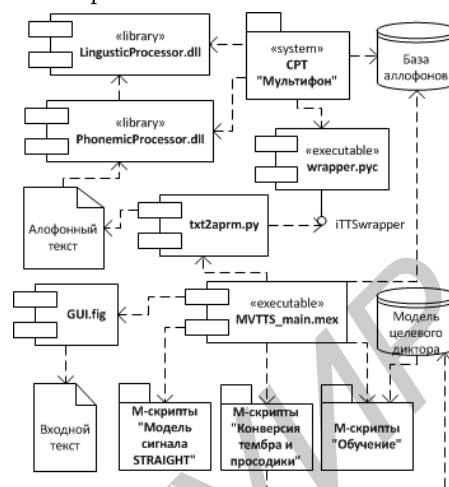 «library»
LingusticProcessor.dll
«system»
СРТ
"Мультифон"
База
аллофонов
«library»
PhonemicProcessor.dll
«executable»
wrapper.pyc
Алофонный
текст
txt2aprm.py
iTTSwrapper
GUI.fig
«executable»
MVTTS_main.mex
Модель
целевого
диктора
Входной
текст
М-скрипты
"Модель
сигнала
STRAIGHT"
М-скрипты
"Конверсия
тембра и
просодики"
М-скрипты
"Обучение"